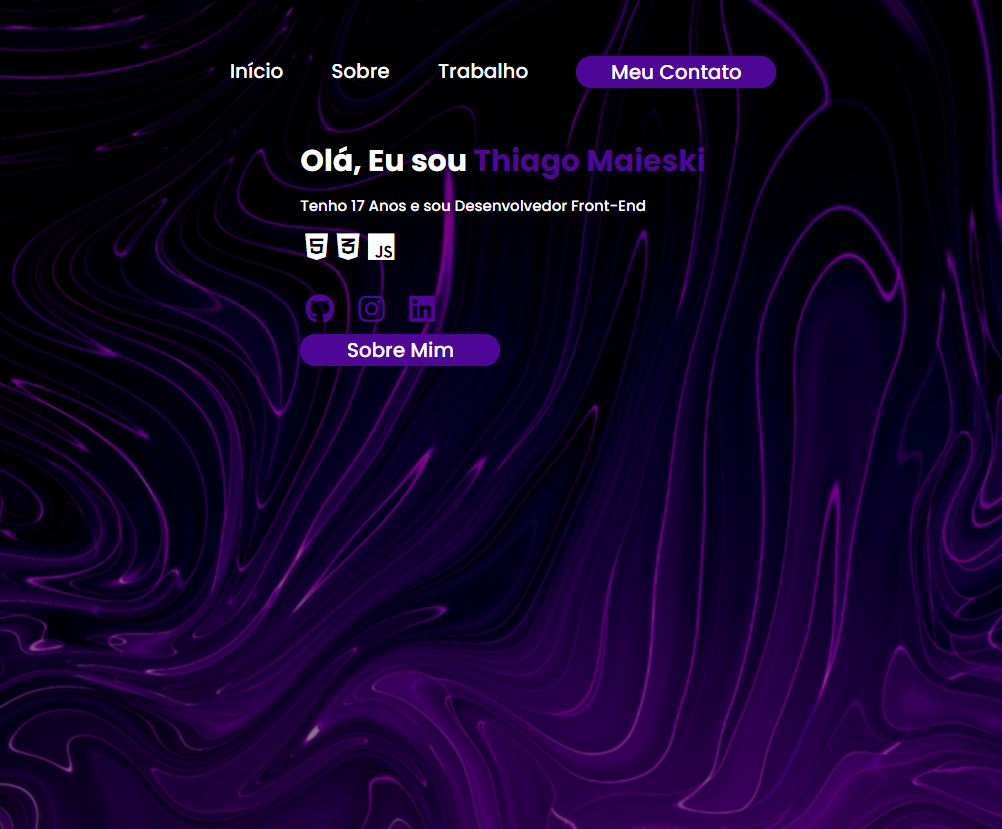 Início Sobre Trabalho Meu Contato
Olá, Eu sou Thiago Maieski
Tenho 17 Anos e sou Desenvolvedor Front-End
5 3 JS
in
Sobre Mim